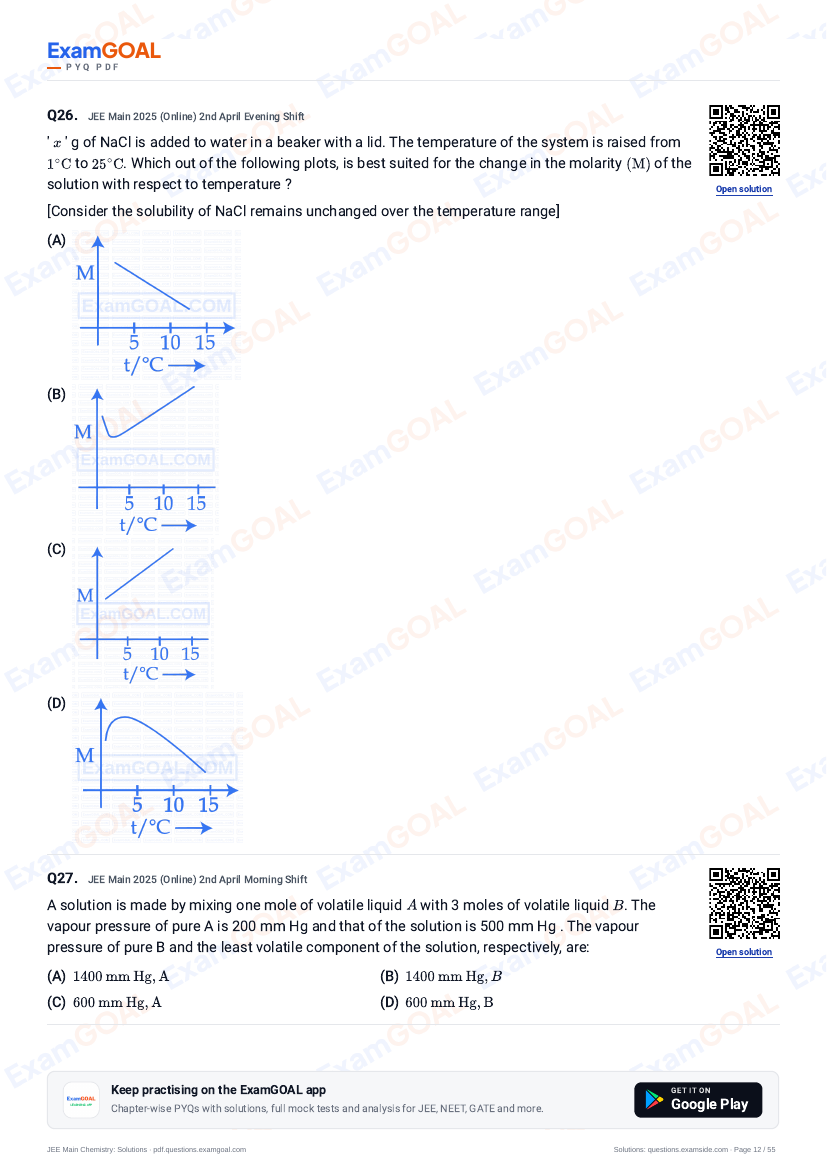 ExamGOAL
PYQ PDF
Q26. JEE Main 2025 (Online) 2nd April Evening Shift
' x ' g of NaCl is added to water in a beaker with a lid. The temperature of the system is raised from
1°C to 25°C. Which out of the following plots, is best suited for the change in the molarity (M) of the
solution with respect to temperature ?
Open solution
[Consider the solubility of NaCl remains unchanged over the temperature range]
(A)
M
ExamGOAL.COM
5 10 15
t/°C
(B)
M
ExamGOAL.COM
5 10 15
t/°C
(C)
M
ExamGOAL.COM
5 10 15
t/°C
(D)
M
ExamGOAL.COM
5 10 15
t/°C
Q27. JEE Main 2025 (Online) 2nd April Morning Shift
A solution is made by mixing one mole of volatile liquid A with 3 moles of volatile liquid B. The
vapour pressure of pure A is 200 mm Hg and that of the solution is 500 mm Hg . The vapour
pressure of pure B and the least volatile component of the solution, respectively, are:
Open solution
(A) 1400 mm Hg, A (B) 1400 mm Hg, B
(C) 600 mm Hg, A (D) 600 mm Hg, B
ExamGOAL
Keep practising on the ExamGOAL app
Chapter-wise PYQs with solutions, full mock tests and analysis for JEE, NEET, GATE and more.
GET IT ON
Google Play
JEE Main Chemistry: Solutions · pdf.questions.examgoal.com Solutions: questions.examside.com · Page 12 / 55